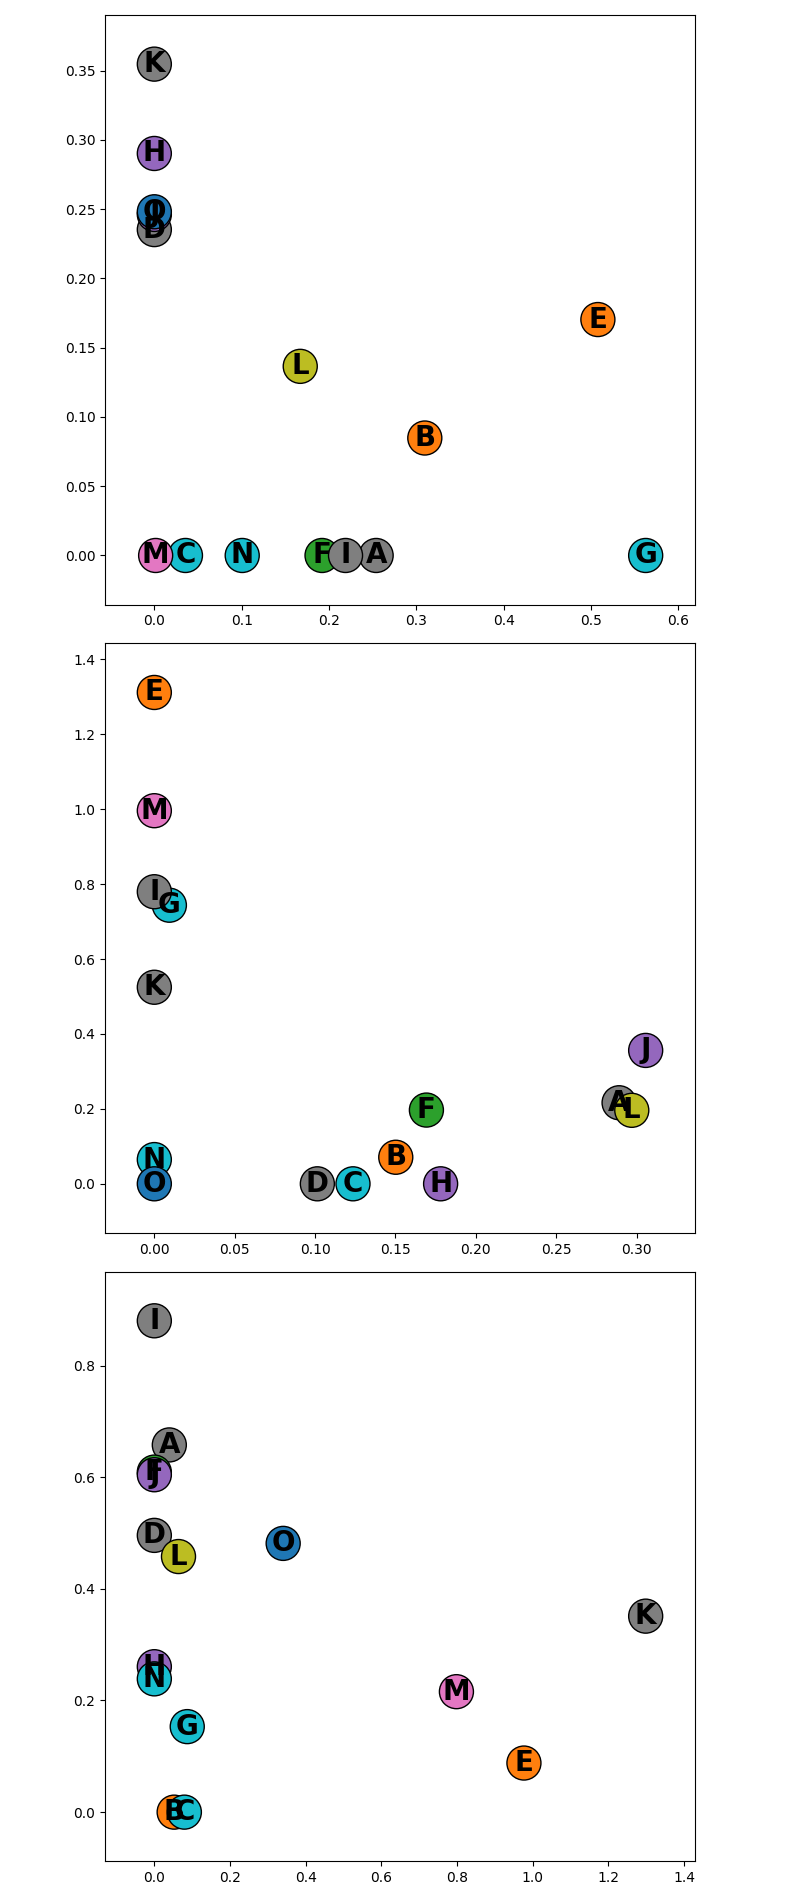 0.35
K
0.30
H
0.25
O
D
0.20
E
0.15
L
0.10
B
0.05
0.00
M C N F I A G
0.0 0.1 0.2 0.3 0.4 0.5 0.6
1.4
E
1.2
1.0
M
0.8
I
G
0.6
K
0.4
J
0.2
F A L
N B
0.0
O D C H
0.00 0.05 0.10 0.15 0.20 0.25 0.30
I
0.8
A
0.6
F
J
D
L
O
0.4
K
H
N
0.2
M
G
E
0.0
B C
0.0 0.2 0.4 0.6 0.8 1.0 1.2 1.4